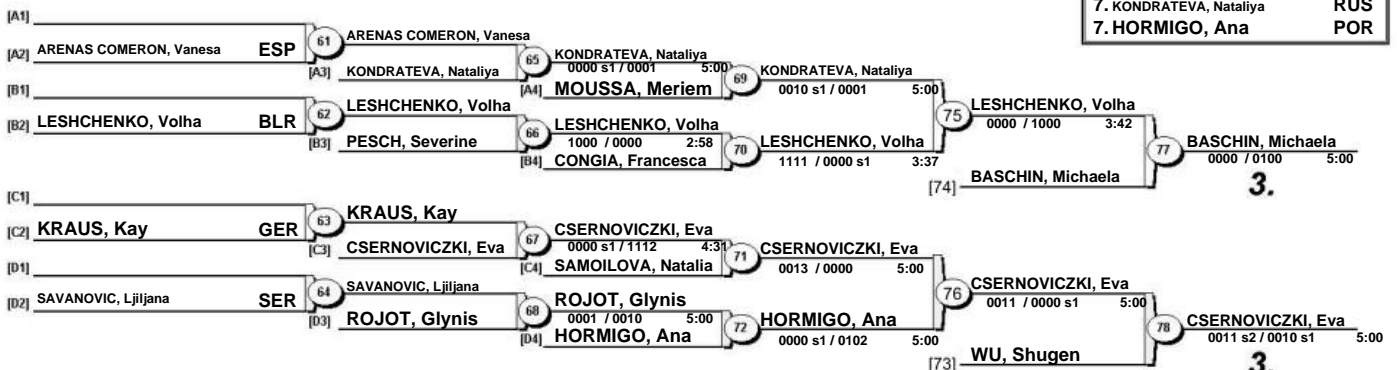 7. KONDRATEVA, Nataliya RUS
7. HORMIGO, Ana POR
[A1]
[A2] ARENAS COMERON, Vanesa ESP
61
ARENAS COMERON, Vanesa
[A3] KONDRATEVA, Nataliya
65
KONDRATEVA, Nataliya
0000 s1 / 0001 5:00
[A4] MOUSSA, Meriem
69
KONDRATEVA, Nataliya
0010 s1 / 0001 5:00
[B1]
[B2] LESHCHENKO, Volha BLR
62
LESHCHENKO, Volha
[B3] PESCH, Severine
66
LESHCHENKO, Volha
1000 / 0000 2:58
[B4] CONGIA, Francesca
70
LESHCHENKO, Volha
1111 / 0000 s1 3:37
75
LESHCHENKO, Volha
0000 / 1000 3:42
[74] BASCHIN, Michaela
77
BASCHIN, Michaela
0000 / 0100 5:00
3.
[C1]
[C2] KRAUS, Kay GER
63
KRAUS, Kay
[C3] CSERNOVICZKI, Eva
67
CSERNOVICZKI, Eva
0000 s1 / 1112 4:31
[C4] SAMOILOVA, Natalia
71
CSERNOVICZKI, Eva
0013 / 0000 5:00
[D1]
[D2] SAVANOVIC, Ljiljana SER
64
SAVANOVIC, Ljiljana
[D3] ROJOT, Glynis
68
ROJOT, Glynis
0001 / 0010 5:00
[D4] HORMIGO, Ana
72
HORMIGO, Ana
0000 s1 / 0102 5:00
76
CSERNOVICZKI, Eva
0011 / 0000 s1 5:00
[73] WU, Shugen
78
CSERNOVICZKI, Eva
0011 s2 / 0010 s1 5:00
3.